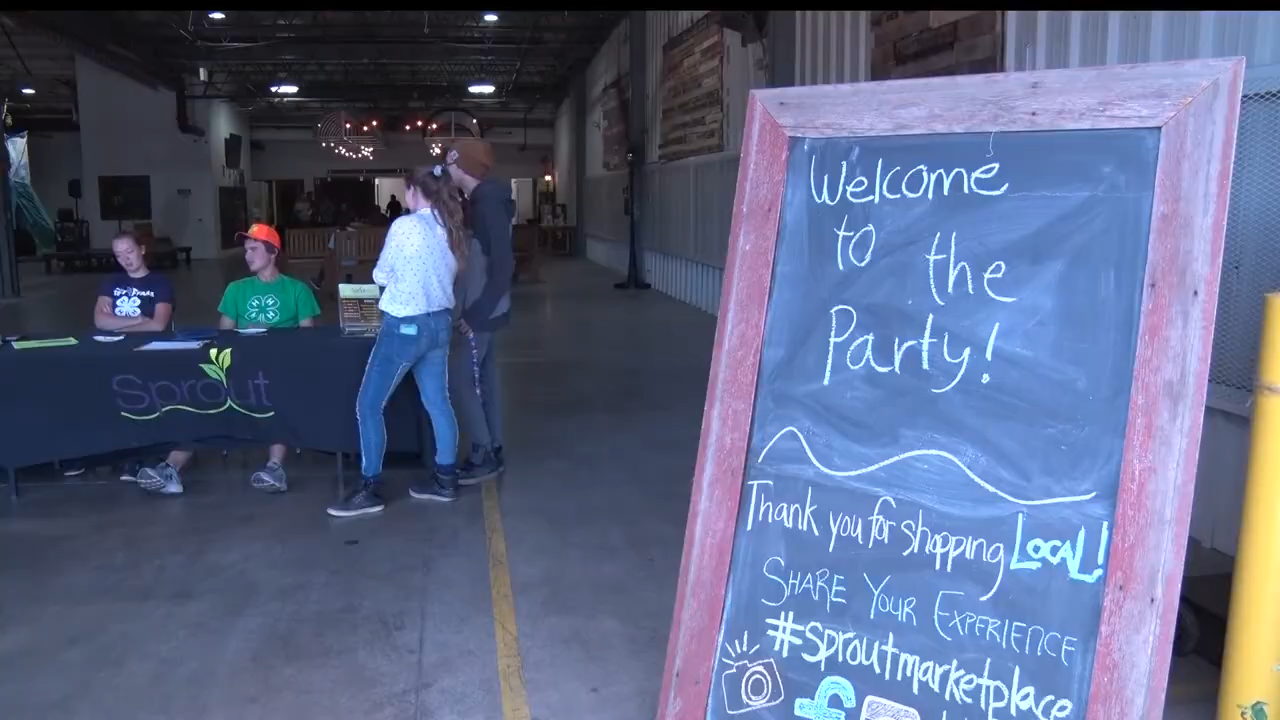 Welcome
to the
Party!
Thank you for shopping LOCAL!
SHARE YOUR EXPERIENCE
#sproutmarketplace
Sprout